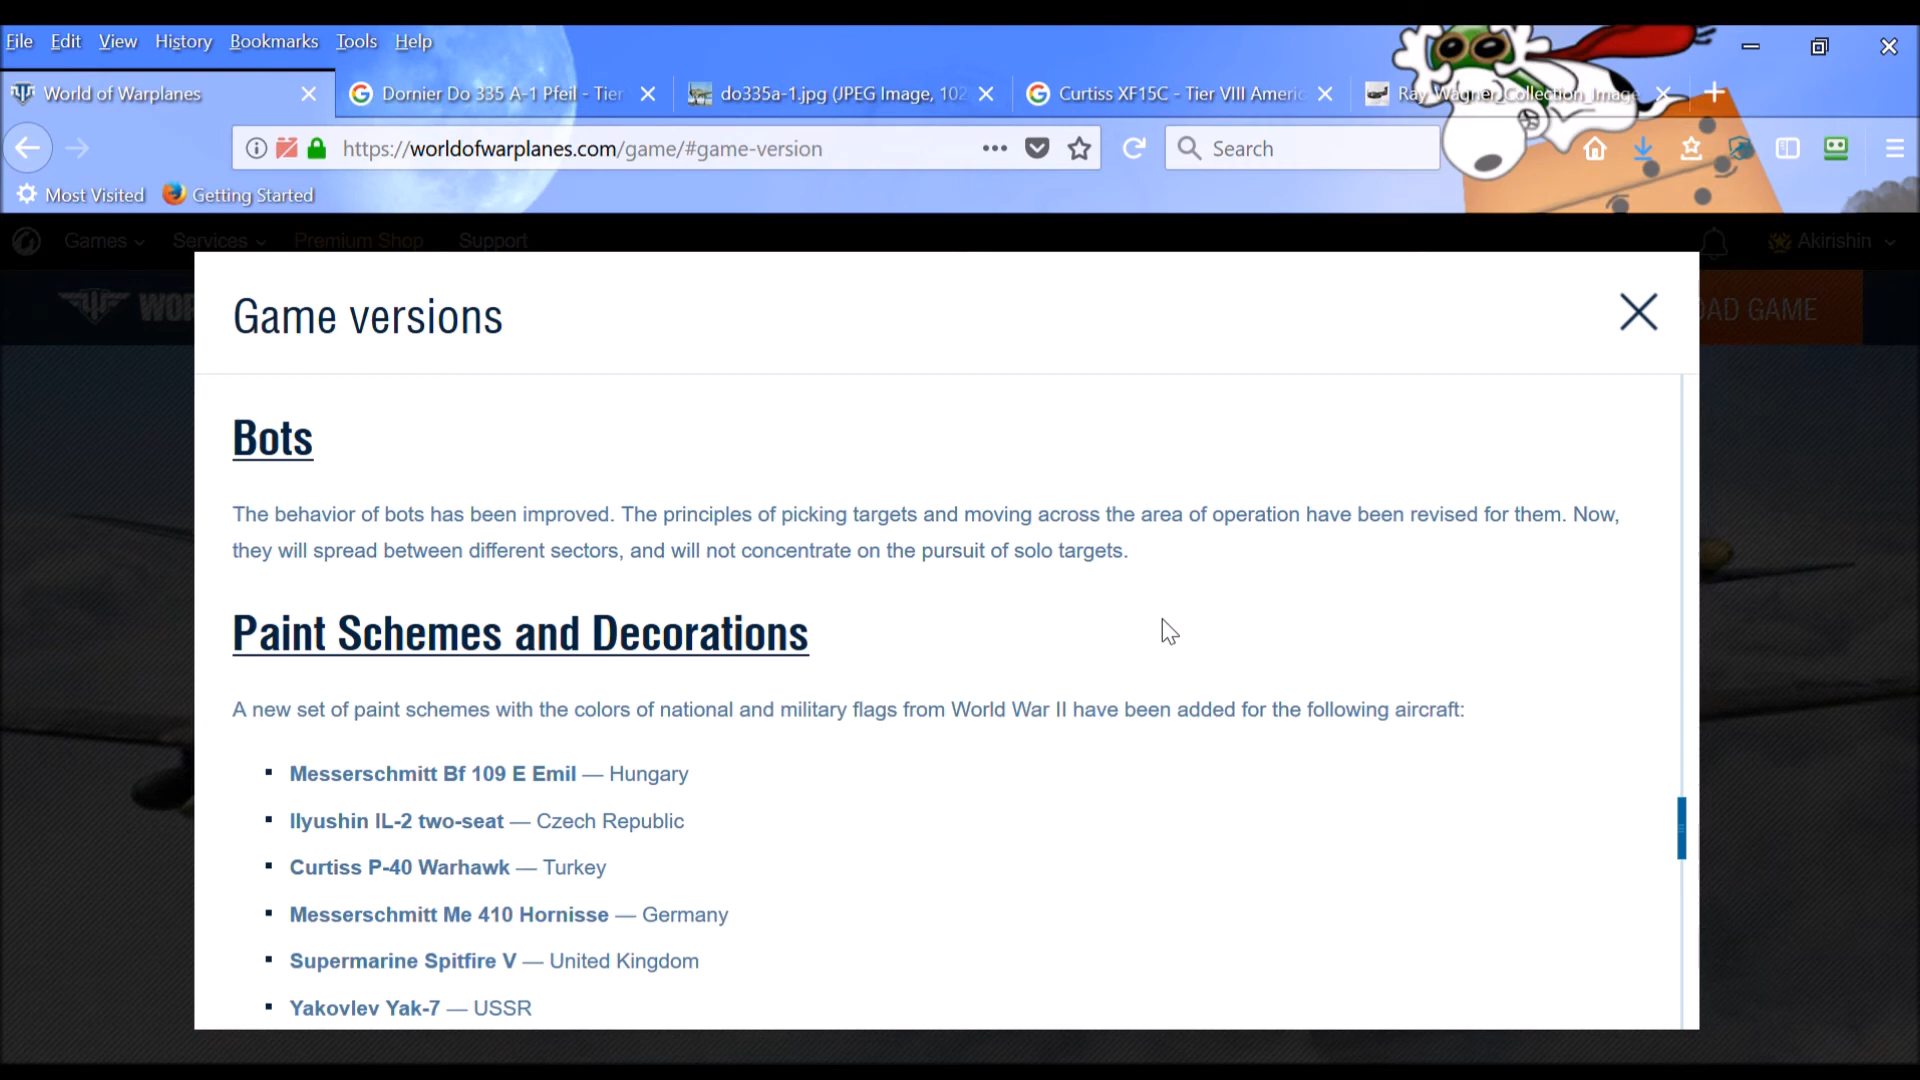 File Edit View History Bookmarks Tools Help
World of Warplanes
Dornier Do 335 A-1 Pfeil - Tier
do335a-1.jpg (JPEG Image, 102
Curtiss XF15C - Tier VIII Americ
Ray_Wagner_Collection_Image
https://worldofwarplanes.com/game/#game-version
Search
Most Visited Getting Started
Games Services Premium Shop Support
Akirishin
GAME
Game versions
Bots
The behavior of bots has been improved. The principles of picking targets and moving across the area of operation have been revised for them. Now,
they will spread between different sectors, and will not concentrate on the pursuit of solo targets.
Paint Schemes and Decorations
A new set of paint schemes with the colors of national and military flags from World War II have been added for the following aircraft:
▪ Messerschmitt Bf 109 E Emil — Hungary
▪ Ilyushin IL-2 two-seat — Czech Republic
▪ Curtiss P-40 Warhawk — Turkey
▪ Messerschmitt Me 410 Hornisse — Germany
▪ Supermarine Spitfire V — United Kingdom
▪ Yakovlev Yak-7 — USSR